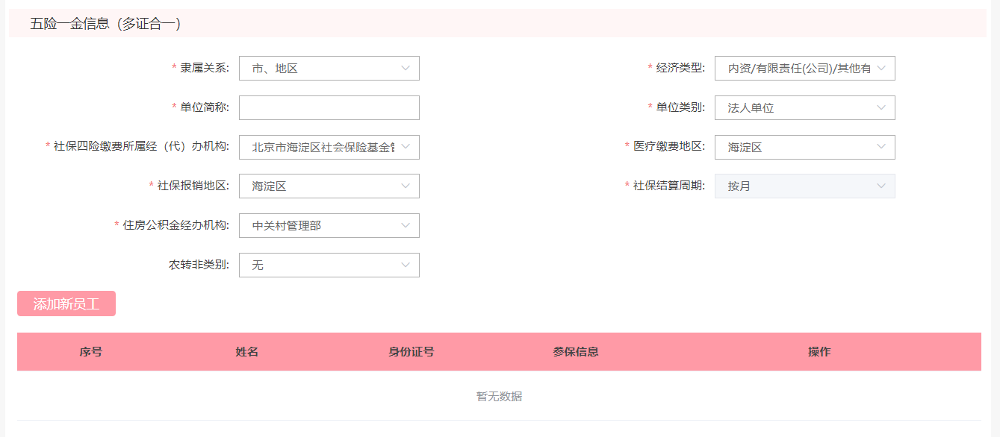 五险一金信息（多证合一）
* 隶属关系: 市、地区
* 经济类型: 内资/有限责任(公司)/其他有
* 单位简称:
* 单位类别: 法人单位
* 社保四险缴费所属经（代）办机构: 北京市海淀区社会保险基金管
* 医疗缴费地区: 海淀区
* 社保报销地区: 海淀区
* 社保结算周期: 按月
* 住房公积金经办机构: 中关村管理部
农转非类别: 无
添加新员工
序号 姓名 身份证号 参保信息 操作
暂无数据